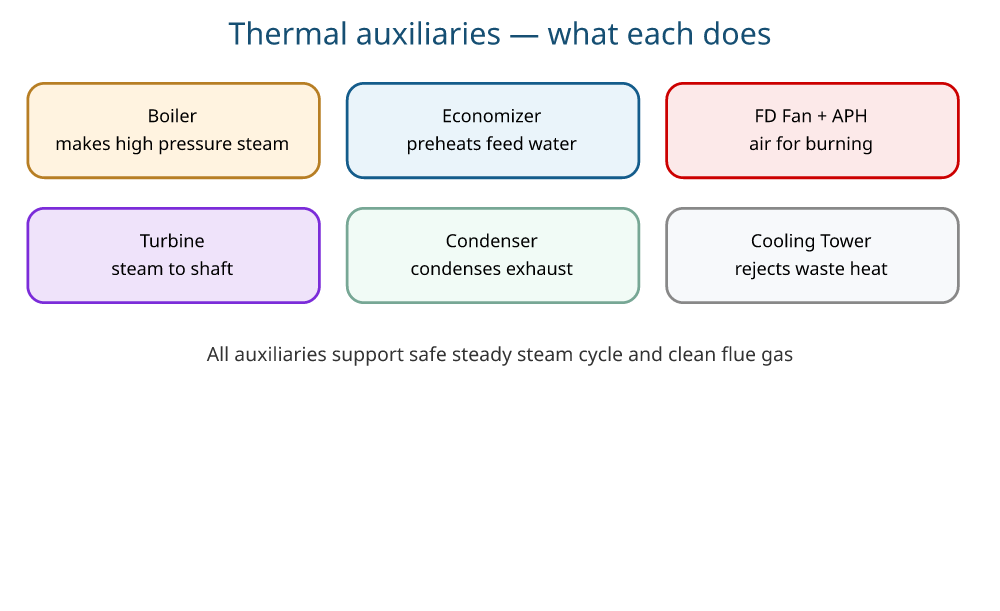 Thermal auxiliaries — what each does
Boiler
makes high pressure steam
Economizer
preheats feed water
FD Fan + APH
air for burning
Turbine
steam to shaft
Condenser
condenses exhaust
Cooling Tower
rejects waste heat
All auxiliaries support safe steady steam cycle and clean flue gas